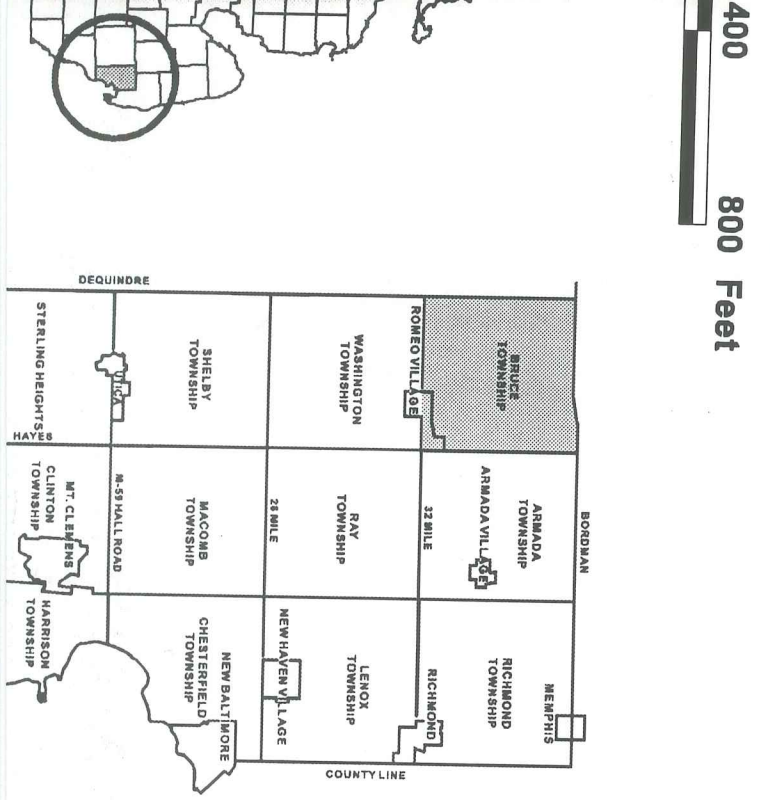 400
800 Feet
BORDMAN
MEMPHIS
ARMADA
TOWNSHIP
BRUCE
TOWNSHIP
RICHMOND
TOWNSHIP
ARMADA VILLAGE
RICHMOND
32 MILE
ROMEO VILLAGE
LENOX
TOWNSHIP
RAY
TOWNSHIP
WASHINGTON
TOWNSHIP
COUNTY LINE
NEW HAVEN VILLAGE
26 MILE
NEW BALTIMORE
CHESTERFIELD
TOWNSHIP
MACOMB
TOWNSHIP
SHELBY
TOWNSHIP
UTICA
M-59 HALL ROAD
DEQUINDRE
MT. CLEMENS
CLINTON
TOWNSHIP
HARRISON
TOWNSHIP
STERLING HEIGHTS
HAYES